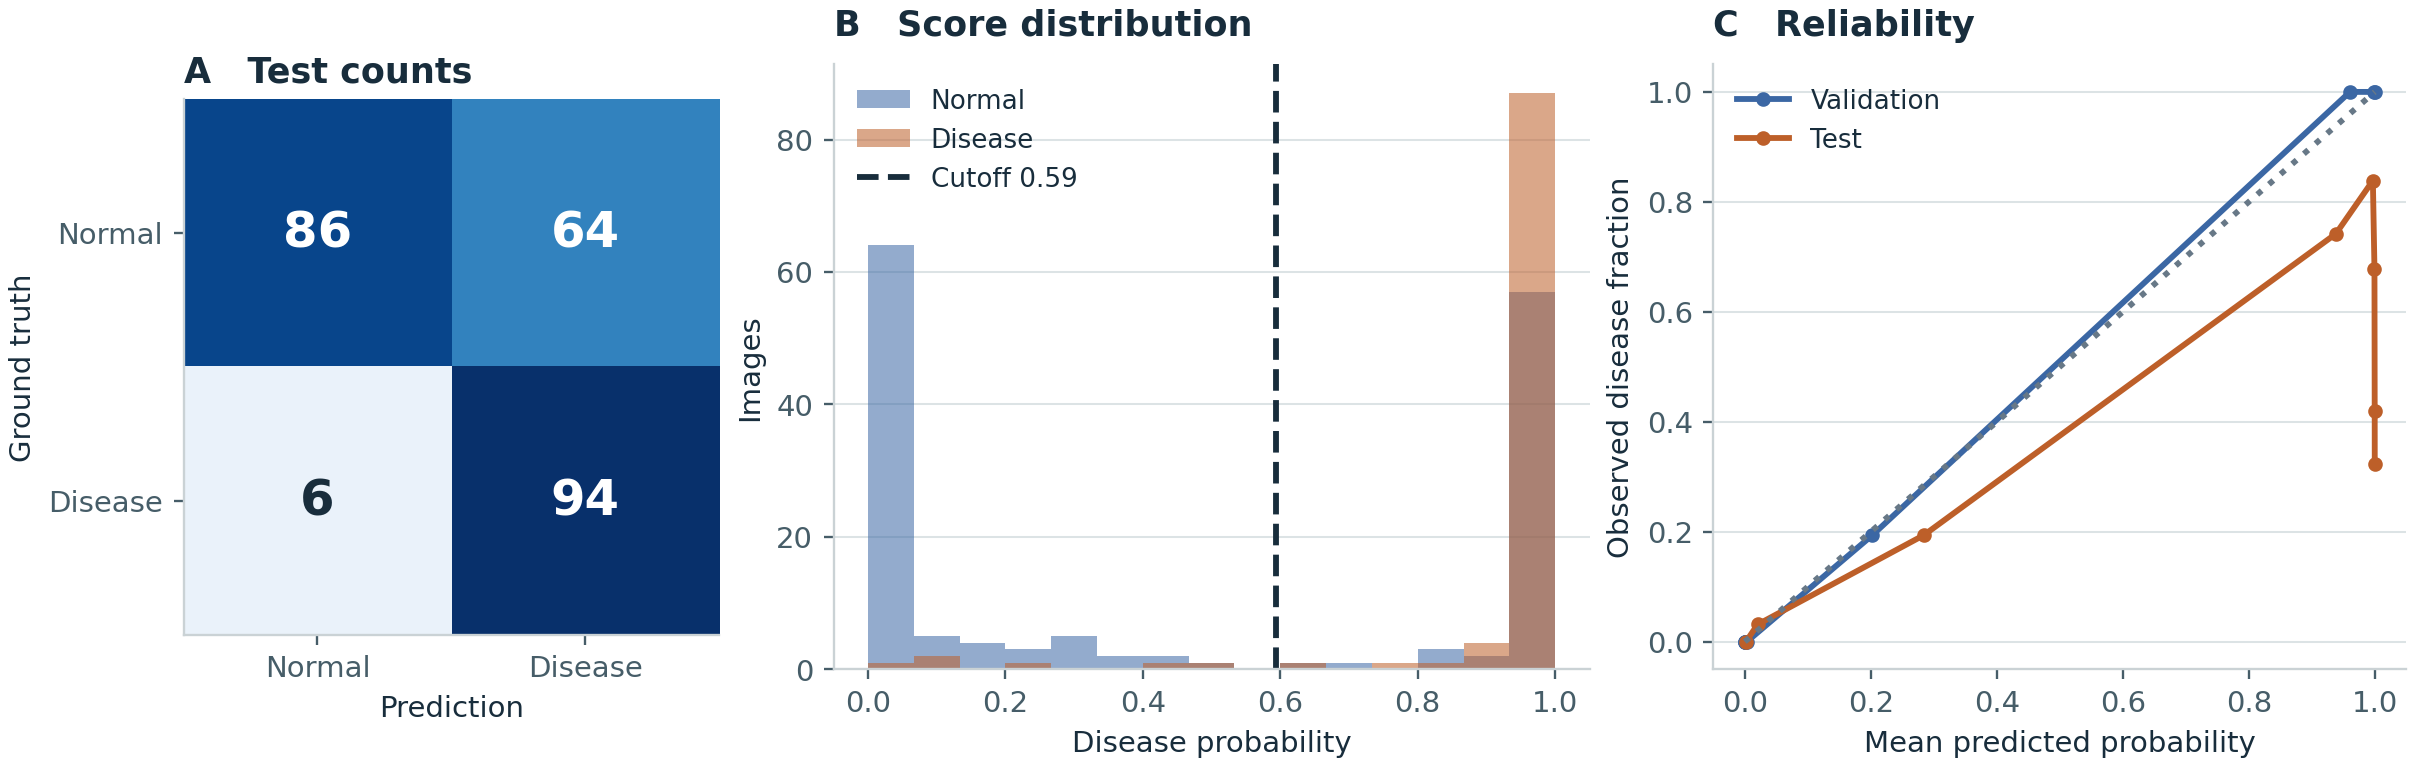 A Test counts
Ground truth
Normal
Disease
86
64
6
94
Normal
Disease
Prediction
B Score distribution
Normal
Disease
Cutoff 0.59
Images
80
60
40
20
0
0.0
0.2
0.4
0.6
0.8
1.0
Disease probability
C Reliability
Validation
Test
Observed disease fraction
1.0
0.8
0.6
0.4
0.2
0.0
0.0
0.2
0.4
0.6
0.8
1.0
Mean predicted probability